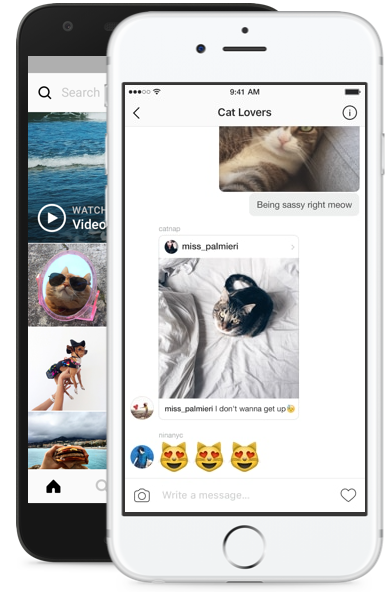 Search
WATCH
Video
9:41 AM
Cat Lovers
Being sassy right meow
catnap
miss_palmieri
miss_palmieri I don't wanna get up
ninanyc
Write a message...